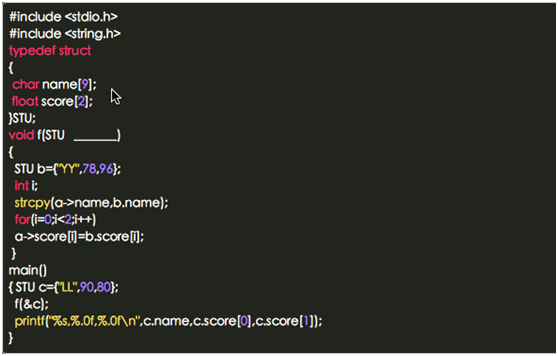 #include <stdio.h>
#include <string.h>
typedef struct
{
char name[9];
float score[2];
}STU;
void f(STU ______)
{
STU b={"YY",78,96};
int i;
strcpy(a->name,b.name);
for(i=0;i<2;i++)
a->score[i]=b.score[i];
}
main()
{ STU c={"LL",90,80};
f(&c);
printf("%s,%.0f,%.0f\n",c.name,c.score[0],c.score[1]);
}